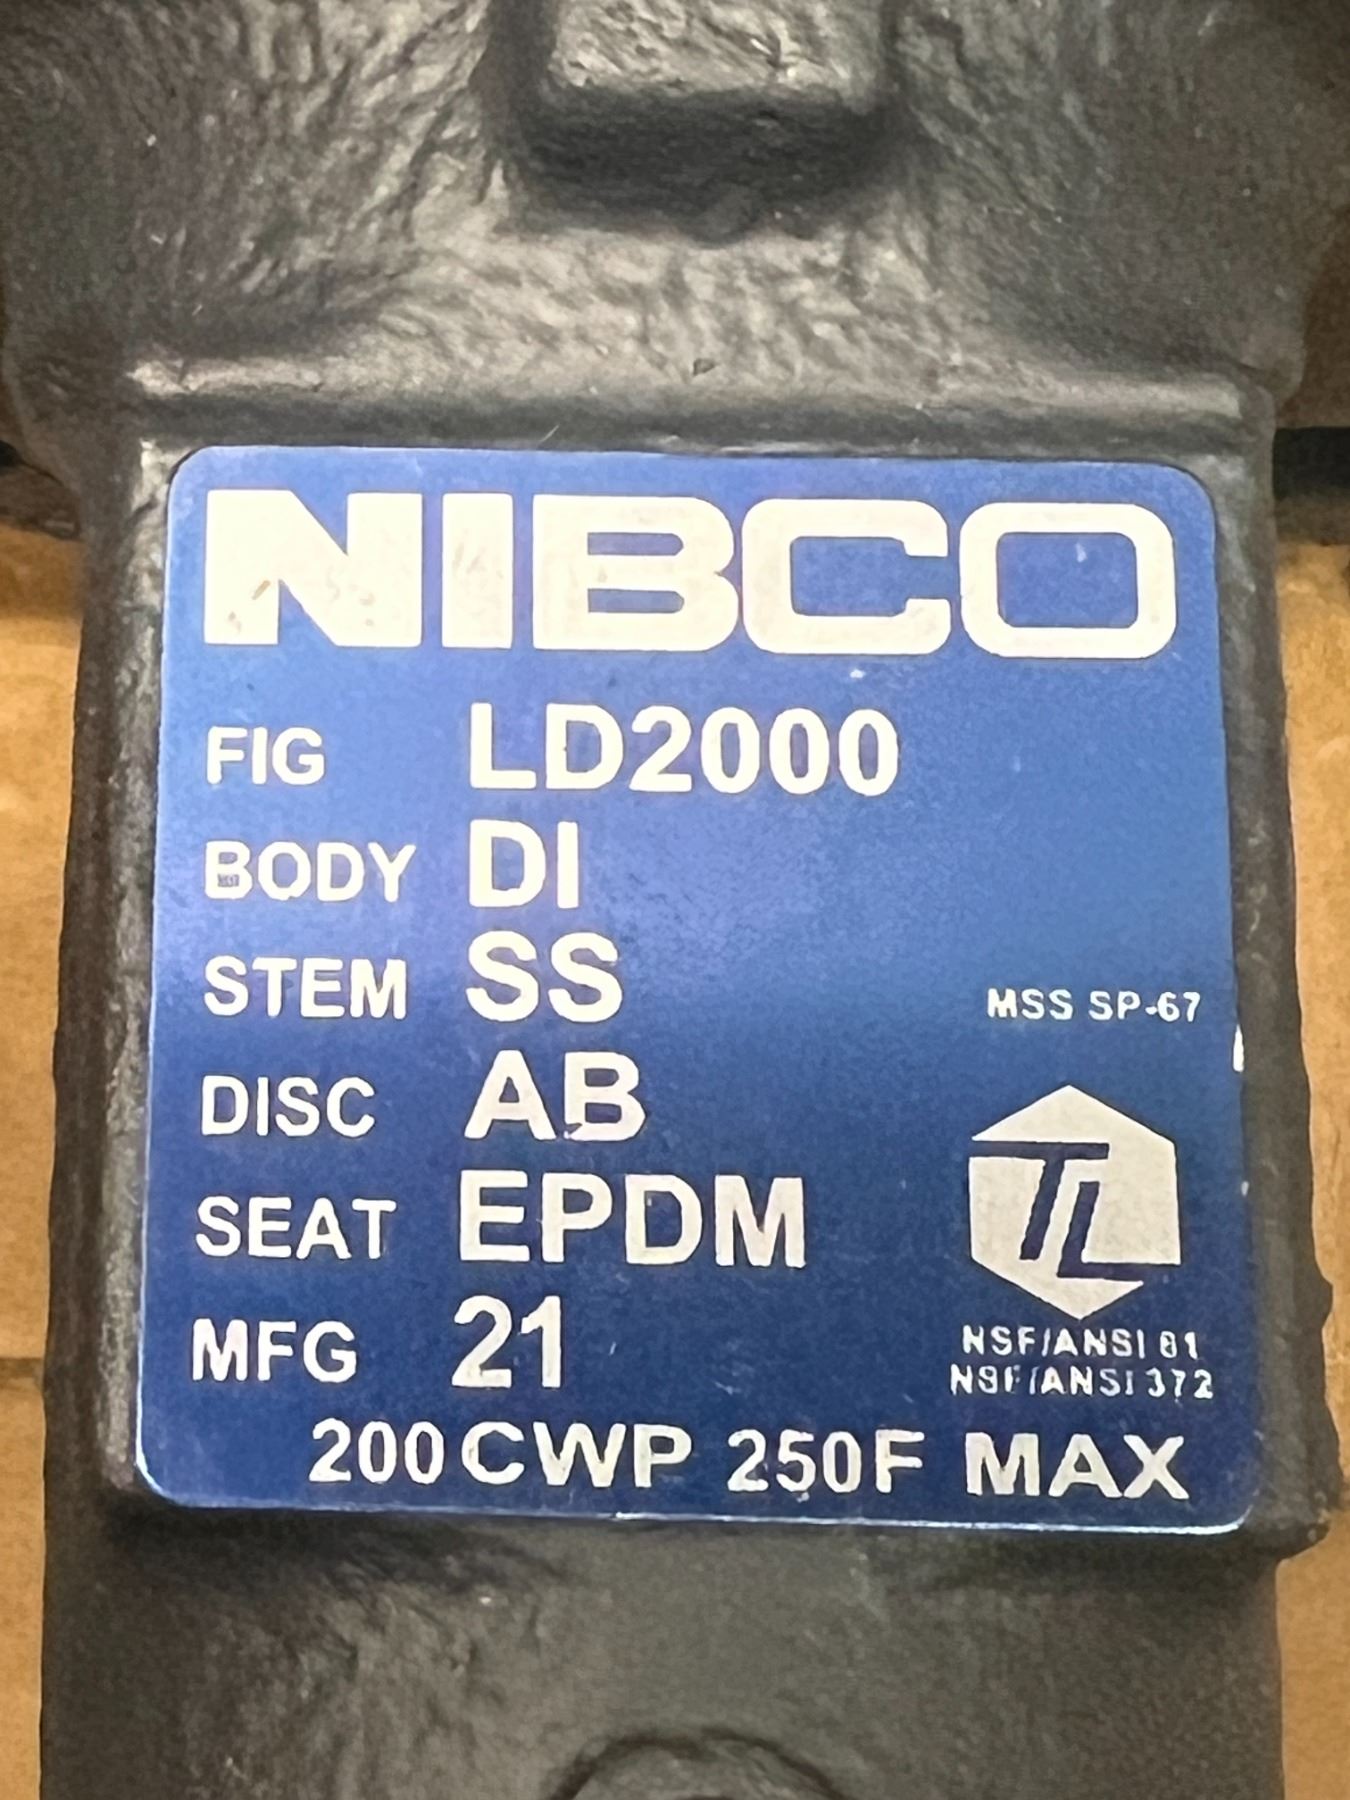 NIBCO
FIG LD2000
BODY DI
STEM SS
MSS SP-67
DISC AB
TL
SEAT EPDM
MFG 21
NSF/ANSI 61
NSF/ANSI 372
200 CWP 250F MAX